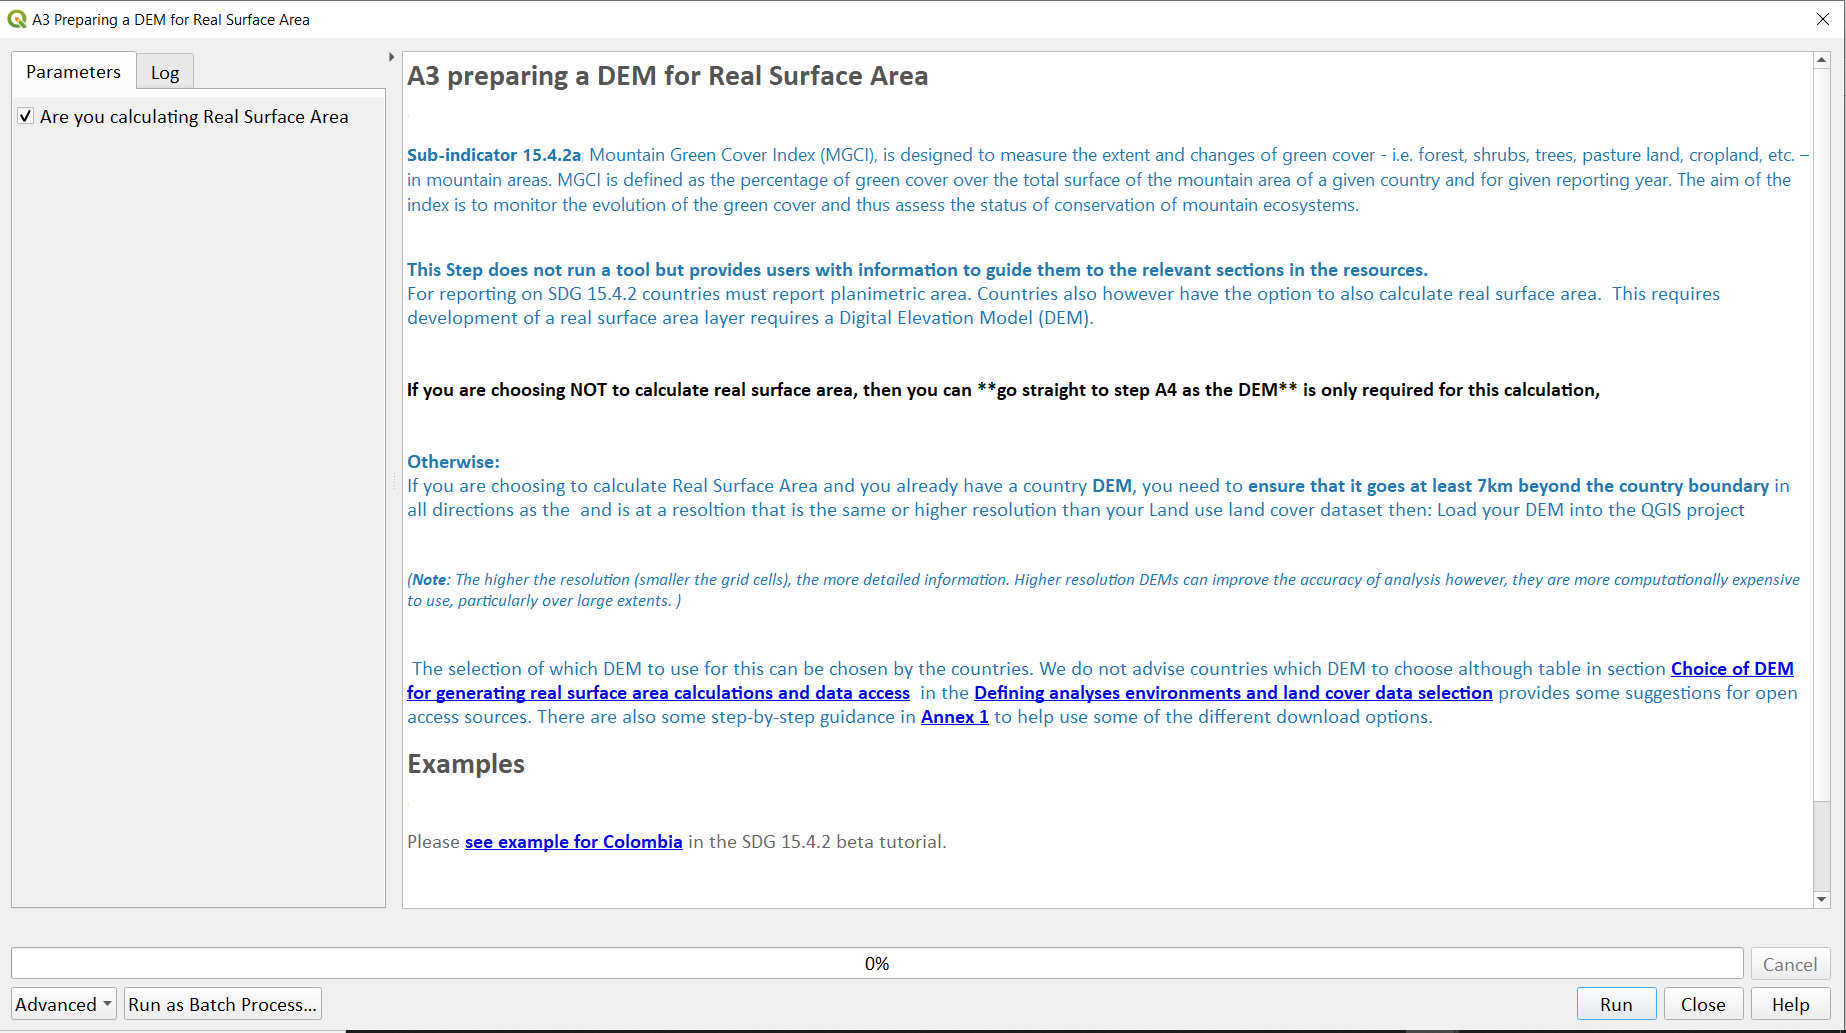 A3 Preparing a DEM for Real Surface Area
Parameters
Log
Are you calculating Real Surface Area
A3 preparing a DEM for Real Surface Area
Sub-indicator 15.4.2a, Mountain Green Cover Index (MGCI), is designed to measure the extent and changes of green cover - i.e. forest, shrubs, trees, pasture land, cropland, etc. –
in mountain areas. MGCI is defined as the percentage of green cover over the total surface of the mountain area of a given country and for given reporting year. The aim of the
index is to monitor the evolution of the green cover and thus assess the status of conservation of mountain ecosystems.
This Step does not run a tool but provides users with information to guide them to the relevant sections in the resources.
For reporting on SDG 15.4.2 countries must report planimetric area. Countries also however have the option to also calculate real surface area.  This requires
development of a real surface area layer requires a Digital Elevation Model (DEM).
If you are choosing NOT to calculate real surface area, then you can **go straight to step A4 as the DEM** is only required for this calculation,
Otherwise:
If you are choosing to calculate Real Surface Area and you already have a country DEM, you need to ensure that it goes at least 7km beyond the country boundary in
all directions as the  and is at a resoltion that is the same or higher resolution than your Land use land cover dataset then: Load your DEM into the QGIS project
(Note: The higher the resolution (smaller the grid cells), the more detailed information. Higher resolution DEMs can improve the accuracy of analysis however, they are more computationally expensive
to use, particularly over large extents. )
The selection of which DEM to use for this can be chosen by the countries. We do not advise countries which DEM to choose although table in section Choice of DEM
for generating real surface area calculations and data access  in the Defining analyses environments and land cover data selection provides some suggestions for open
access sources. There are also some step-by-step guidance in Annex 1 to help use some of the different download options.
Examples
Please see example for Colombia in the SDG 15.4.2 beta tutorial.
0%
Cancel
Advanced
Run as Batch Process...
Run
Close
Help